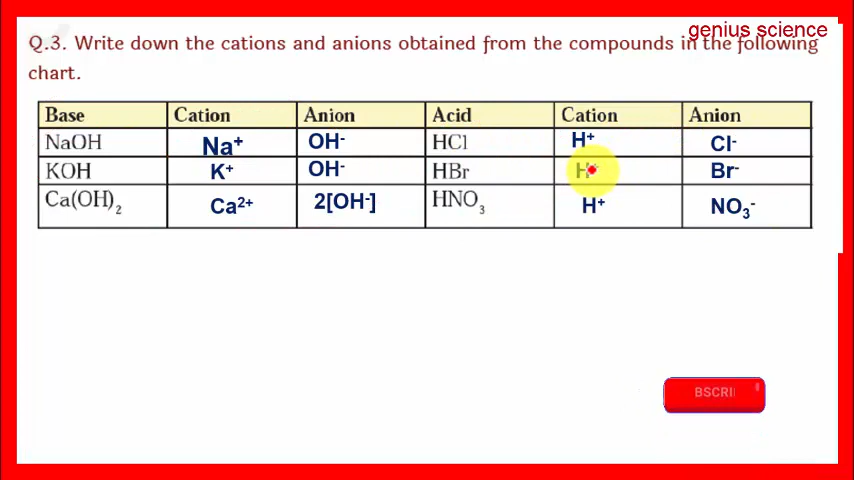 genius science
Q.3. Write down the cations and anions obtained from the compounds in the following
chart.
Base Cation Anion Acid Cation Anion
NaOH Na⁺ OH⁻ HCl H⁺ Cl⁻
KOH K⁺ OH⁻ HBr H⁺ Br⁻
Ca(OH)₂ Ca²⁺ 2[OH⁻] HNO₃ H⁺ NO₃⁻